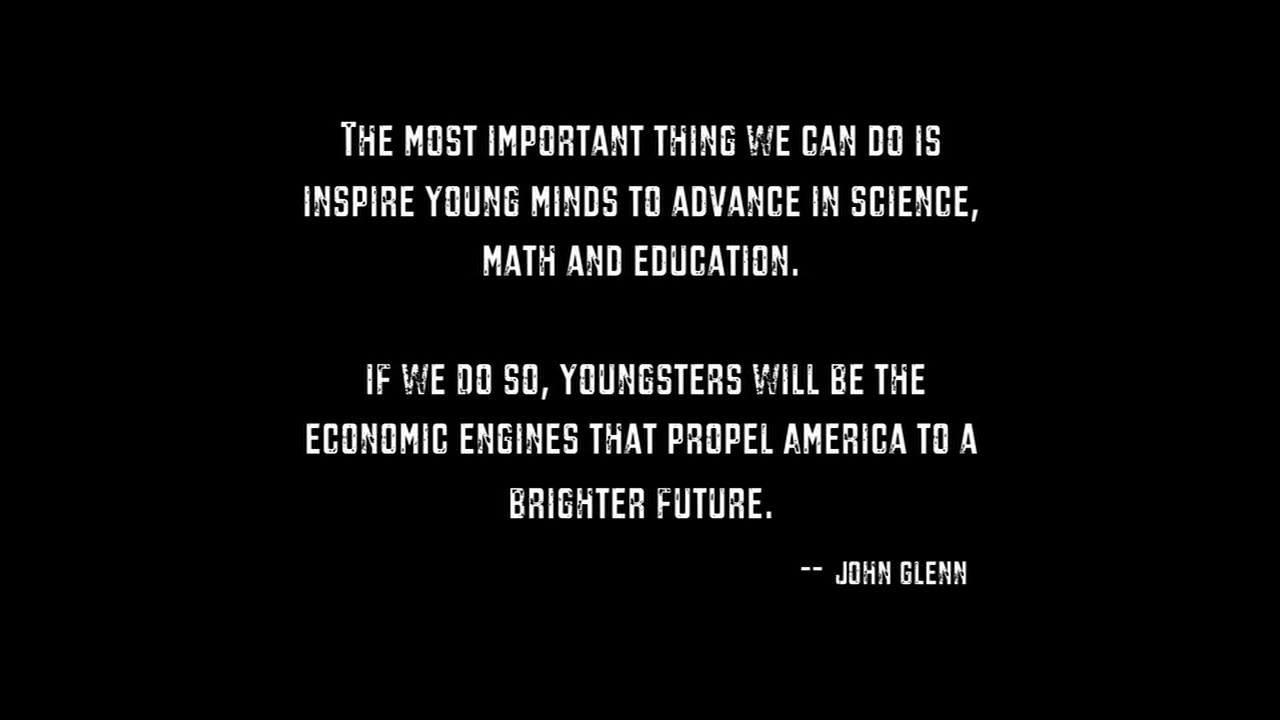 The most important thing we can do is
inspire young minds to advance in science,
math and education.
if we do so, youngsters will be the
economic engines that propel America to a
brighter future.
-- John Glenn